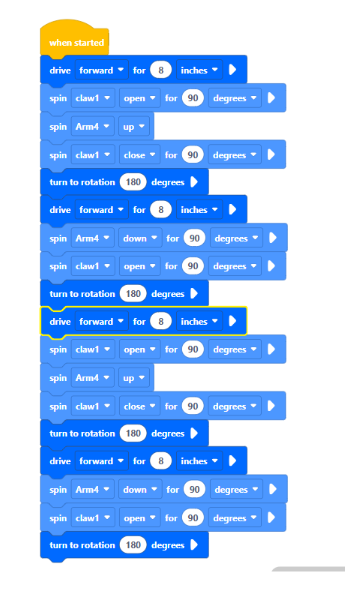 when started
drive forward for 8 inches
spin claw1 open for 90 degrees
spin Arm4 up
spin claw1 close for 90 degrees
turn to rotation 180 degrees
drive forward for 8 inches
spin Arm4 down for 90 degrees
spin claw1 open for 90 degrees
turn to rotation 180 degrees
drive forward for 8 inches
spin claw1 open for 90 degrees
spin Arm4 up
spin claw1 close for 90 degrees
turn to rotation 180 degrees
drive forward for 8 inches
spin Arm4 down for 90 degrees
spin claw1 open for 90 degrees
turn to rotation 180 degrees